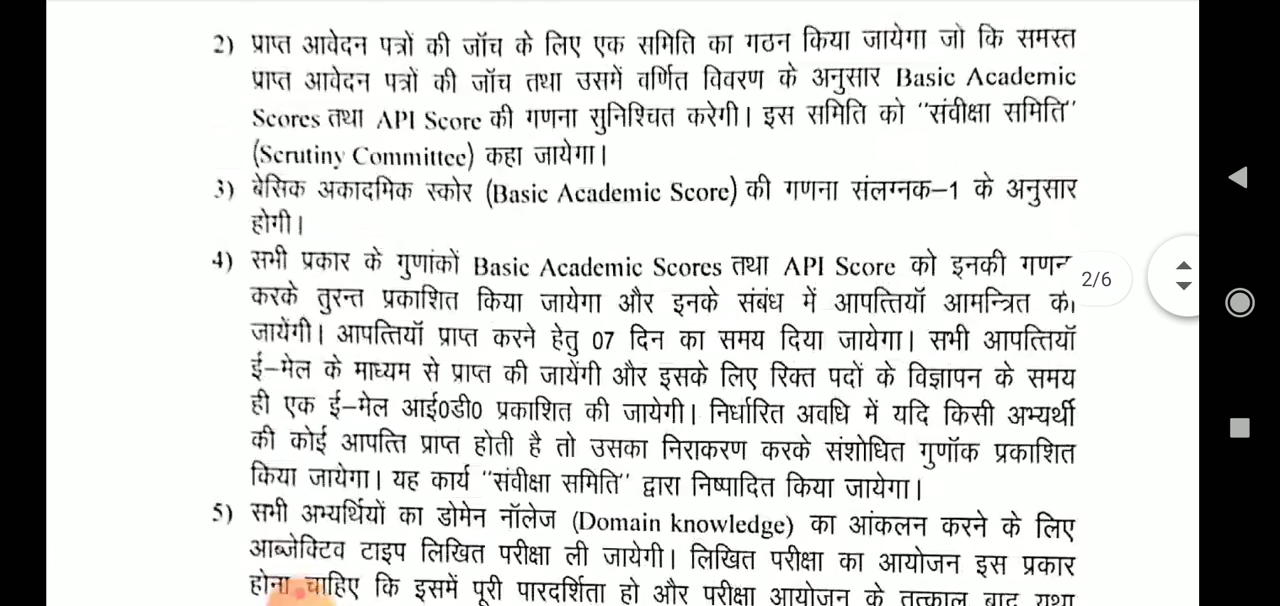 2) प्राप्त आवेदन पत्रों की जॉच के लिए एक समिति का गठन किया जायेगा जो कि समस्त
प्राप्त आवेदन पत्रों की जॉच तथा उसमें वर्णित विवरण के अनुसार Basic Academic
Scores तथा API Score की गणना सुनिश्चित करेगी। इस समिति को "संवीक्षा समिति"
(Scrutiny Committee) कहा जायेगा।
3) बेसिक अकादमिक स्कोर (Basic Academic Score) की गणना संलग्नक-1 के अनुसार
होगी।
4) सभी प्रकार के गुणांकों Basic Academic Scores तथा API Score को इनकी
करके तुरन्त प्रकाशित किया जायेगा और इनके संबंध में आपत्तियॉ आमन्त्रित
जायेंगी। आपत्तियॉ प्राप्त करने हेतु 07 दिन का समय दिया जायेगा। सभी आपत्तियॉ
ई-मेल के माध्यम से प्राप्त की जायेंगी और इसके लिए रिक्त पदों के विज्ञापन के समय
ही एक ई-मेल आई0डी0 प्रकाशित की जायेगी। निर्धारित अवधि में यदि किसी अभ्यर्थी
की कोई आपत्ति प्राप्त होती है तो उसका निराकरण करके संशोधित गुणॉक प्रकाशित
किया जायेगा। यह कार्य "संवीक्षा समिति" द्वारा निष्पादित किया जायेगा।
5) सभी अभ्यर्थियों का डोमेन नॉलेज (Domain knowledge) का आंकलन करने के लिए
आब्जेक्टिव टाइप लिखित परीक्षा ली जायेगी। लिखित परीक्षा का आयोजन इस प्रकार
होना चाहिए कि इसमें पूरी पारदर्शिता हो और परीक्षा आयोजन के तत्काल बाद यथा
2/6